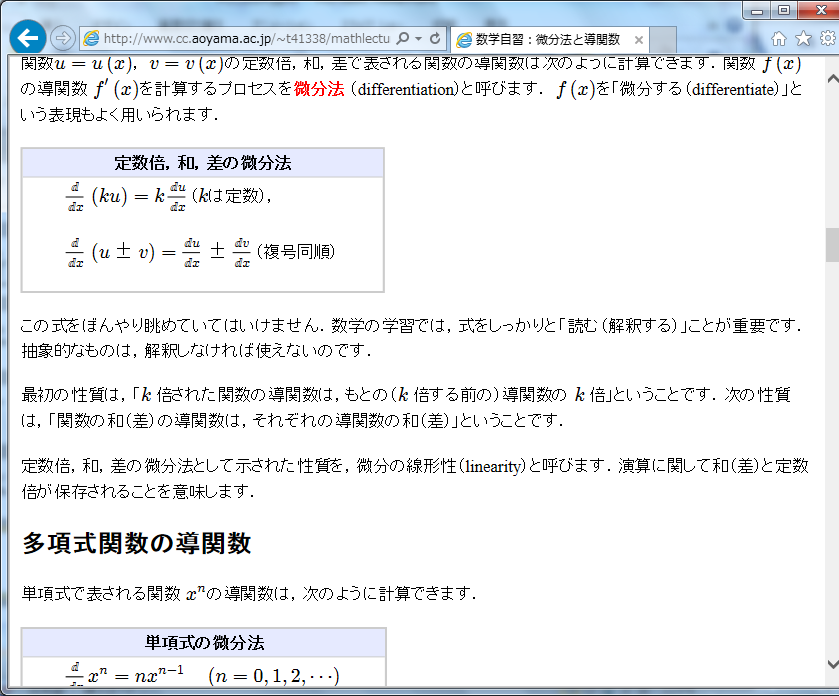 http://www.cc.aoyama.ac.jp/~t41338/mathlectu
数学自習：微分法と導関数
関数u = u (x)， v = v (x)の定数倍，和，差で表される関数の導関数は次のように計算できます．関数 f (x)
の導関数 f′ (x)を計算するプロセスを微分法（differentiation）と呼びます． f (x)を「微分する（differentiate）」と
いう表現もよく用いられます．
定数倍，和，差の微分法
d/dx (ku) = k du/dx （kは定数），
d/dx (u ± v) = du/dx ± dv/dx （複号同順）
この式をぼんやり眺めていてはいけません．数学の学習では，式をしっかりと「読む（解釈する）」ことが重要です．
抽象的なものは，解釈しなければ使えないのです．
最初の性質は，「k 倍された関数の導関数は，もとの（k 倍する前の）導関数の k 倍」ということです．次の性質
は，「関数の和（差）の導関数は，それぞれの導関数の和（差）」ということです．
定数倍，和，差の微分法として示された性質を，微分の線形性（linearity）と呼びます．演算に関して和（差）と定数
倍が保存されることを意味します．
多項式関数の導関数
単項式で表される関数 xⁿの導関数は，次のように計算できます．
単項式の微分法
d/dx xⁿ = nxⁿ⁻¹ (n = 0, 1, 2, ⋯)